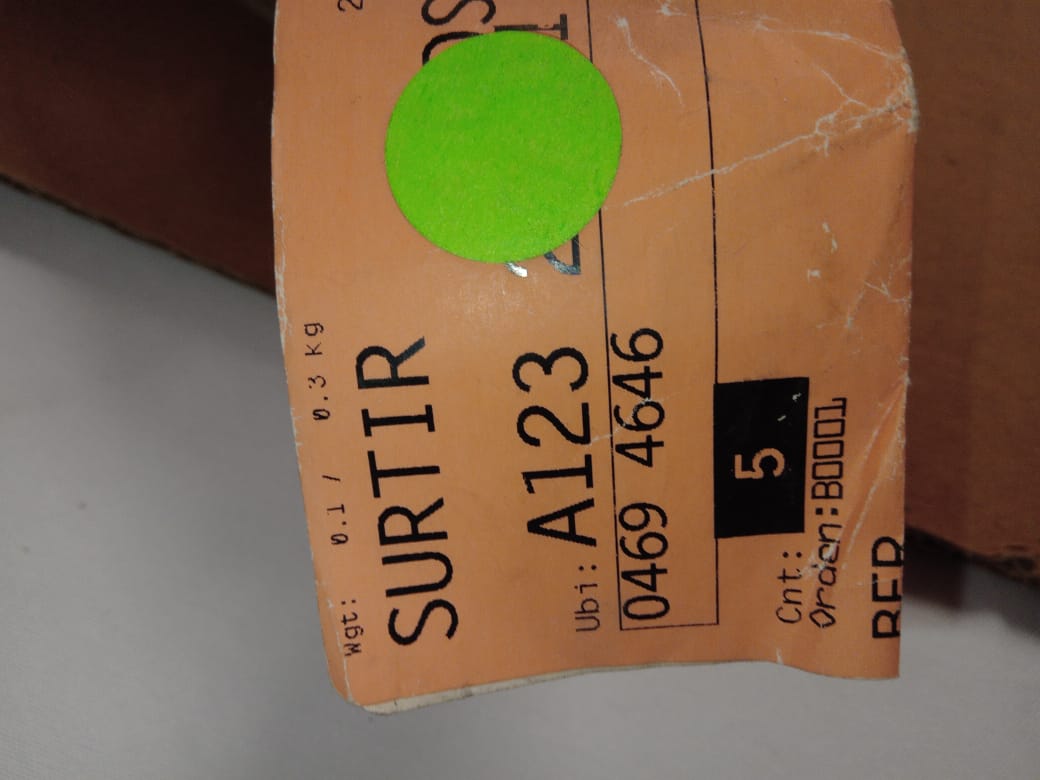 Wgt: 0.1 / 0.3 kg
SURTIR
Ubi: A123
0469 4646
Cnt: 5
Orden:B0001